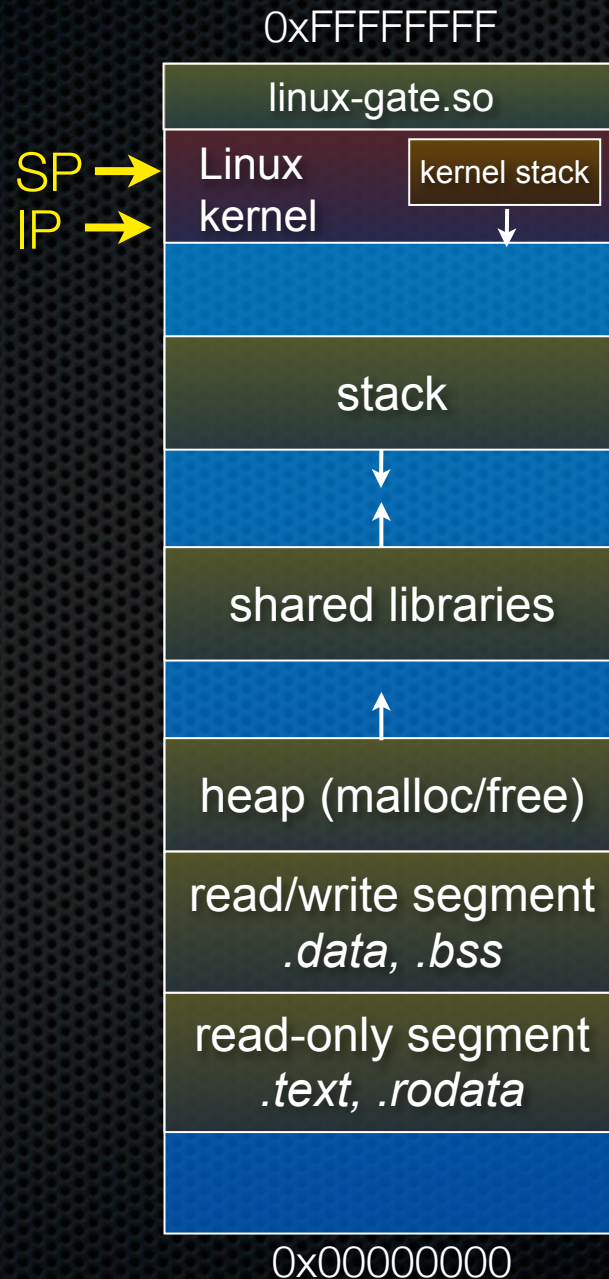 0xFFFFFFFF
linux-gate.so
SP
IP
Linux
kernel
kernel stack
stack
shared libraries
heap (malloc/free)
read/write segment
.data, .bss
read-only segment
.text, .rodata
0x00000000